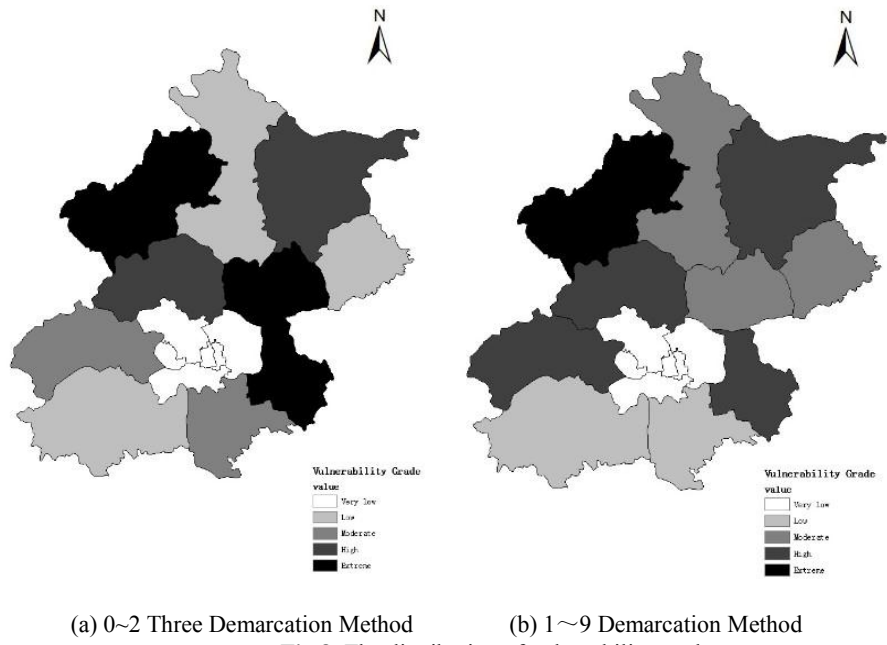 N
N
Vulnerability Grade
value
Very low
Low
Moderate
High
Extreme
Vulnerability Grade
value
Very low
Low
Moderate
High
Extreme
(a) 0~2 Three Demarcation Method
(b) 1～9 Demarcation Method